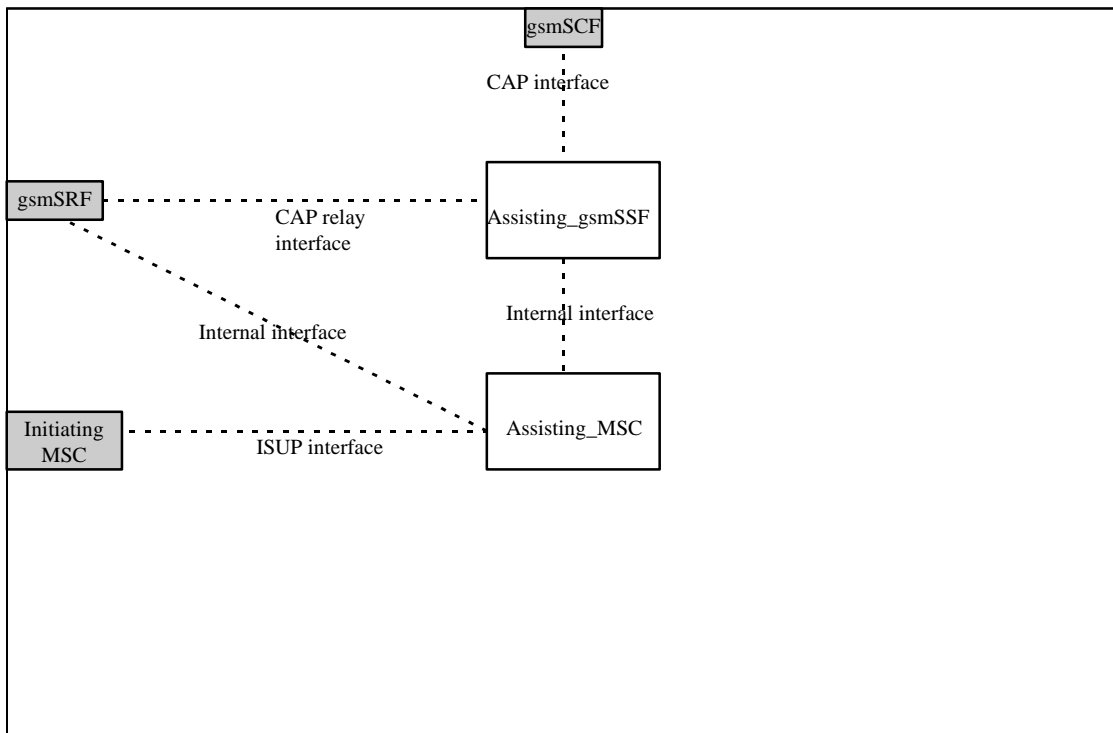 gsmSCF
CAP interface
gsmSRF
Assisting_gsmSSF
CAP relay
interface
Internal interface
Internal interface
Initiating
MSC
Assisting_MSC
ISUP interface